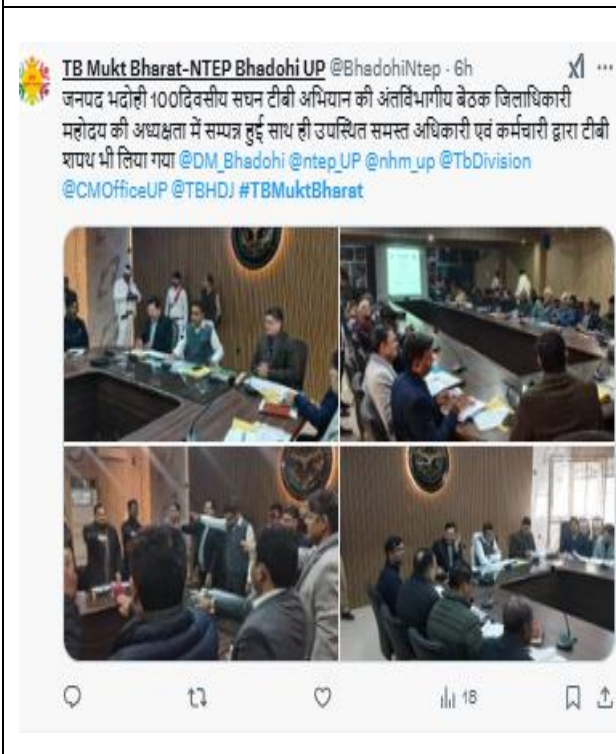 TB Mukt Bharat-NTEP Bhadohi UP @BhadohiNtep · 6h
जनपद भदोही 100दिवसीय सघन टीबी अभियान की अंतर्विभागीय बैठक जिलाधिकारी
महोदय की अध्यक्षता में सम्पन्न हुई साथ ही उपस्थित समस्त अधिकारी एवं कर्मचारी द्वारा टीबी
शपथ भी लिया गया @DM_Bhadohi @ntep_UP @nhm_up @TbDivision
@CMOfficeUP @TBHDJ #TBMuktBharat
18